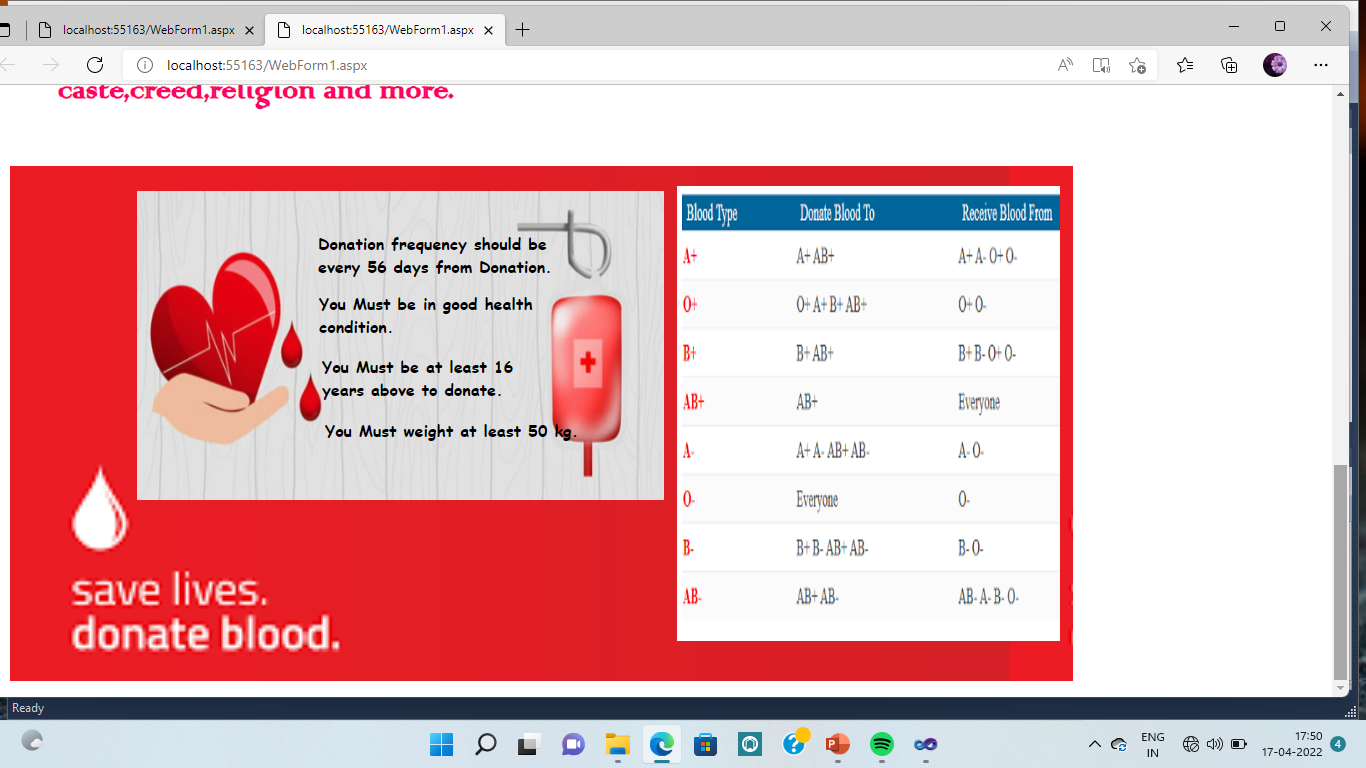 localhost:55163/WebForm1.aspx
localhost:55163/WebForm1.aspx
localhost:55163/WebForm1.aspx
caste,creed,religion and more.
Donation frequency should be
every 56 days from Donation.
You Must be in good health
condition.
You Must be at least 16
years above to donate.
You Must weight at least 50 kg.
save lives.
donate blood.
Blood Type Donate Blood To Receive Blood From
A+ A+ AB+ A+ A- O+ O-
O+ O+ A+ B+ AB+ O+ O-
B+ B+ AB+ B+ B- O+ O-
AB+ AB+ Everyone
A- A+ A- AB+ AB- A- O-
O- Everyone O-
B- B+ B- AB+ AB- B- O-
AB- AB+ AB- AB- A- B- O-
Ready
ENG
IN
17:50
17-04-2022
4